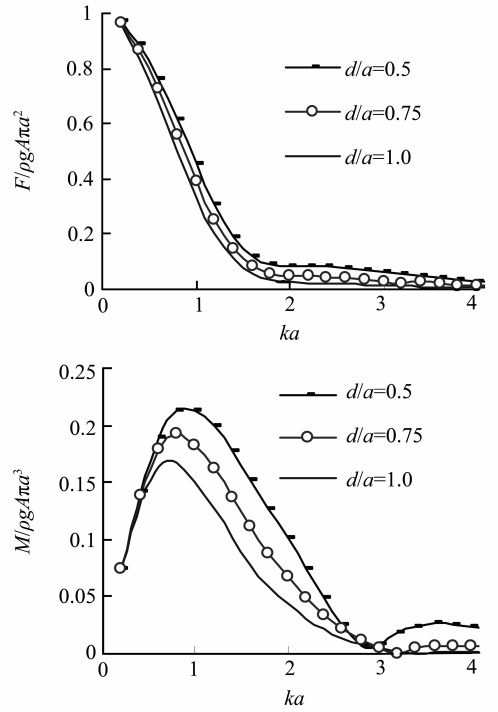 1
0.8
0.6
0.4
0.2
0
F/ρgAπa²
d/a=0.5
d/a=0.75
d/a=1.0
0 1 2 3 4
ka
0.25
0.2
0.15
0.1
0.05
0
M/ρgAπa³
d/a=0.5
d/a=0.75
d/a=1.0
0 1 2 3 4
ka